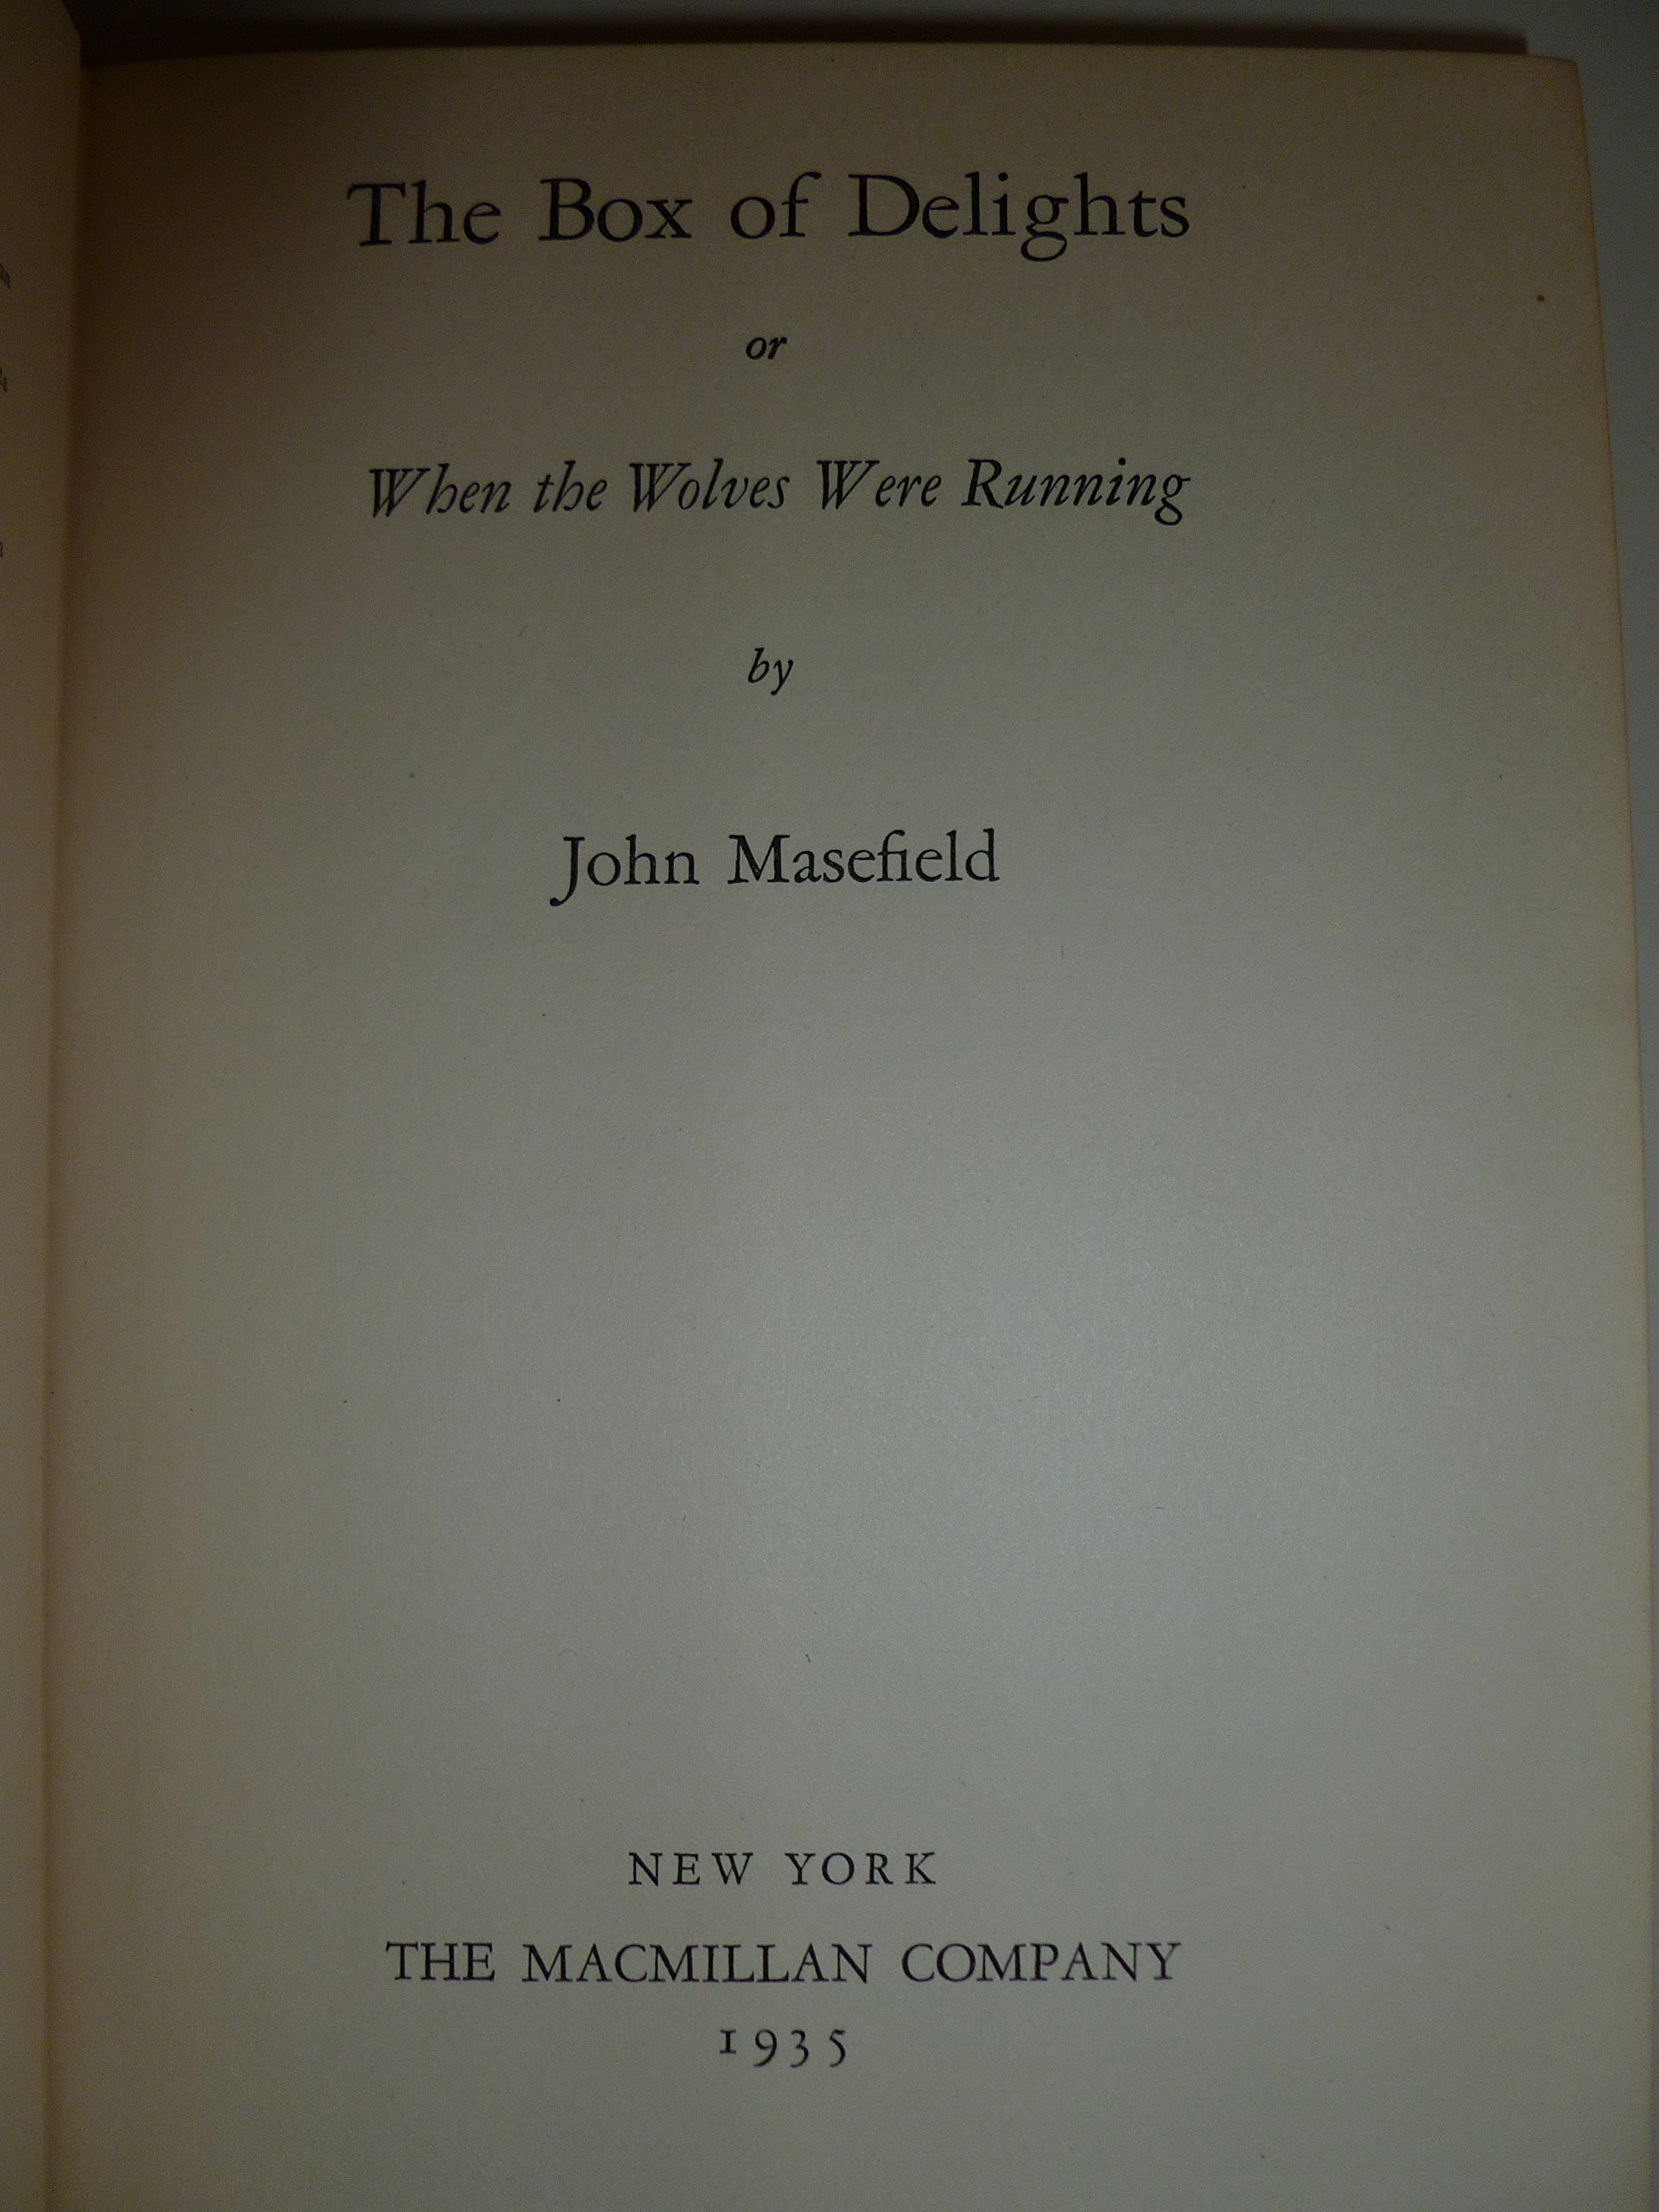 The Box of Delights
or
When the Wolves Were Running
by
John Masefield
NEW YORK
THE MACMILLAN COMPANY
1935